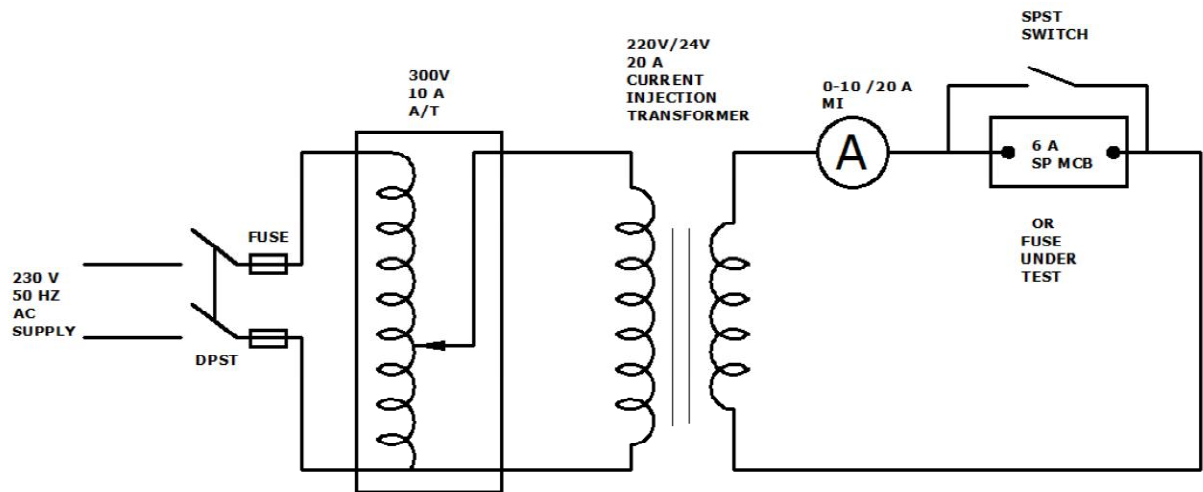 SPST
SWITCH
220V/24V
20 A
CURRENT
INJECTION
TRANSFORMER
300V
10 A
A/T
0-10 /20 A
MI
A
6 A
SP MCB
OR
FUSE
UNDER
TEST
FUSE
230 V
50 HZ
AC
SUPPLY
DPST